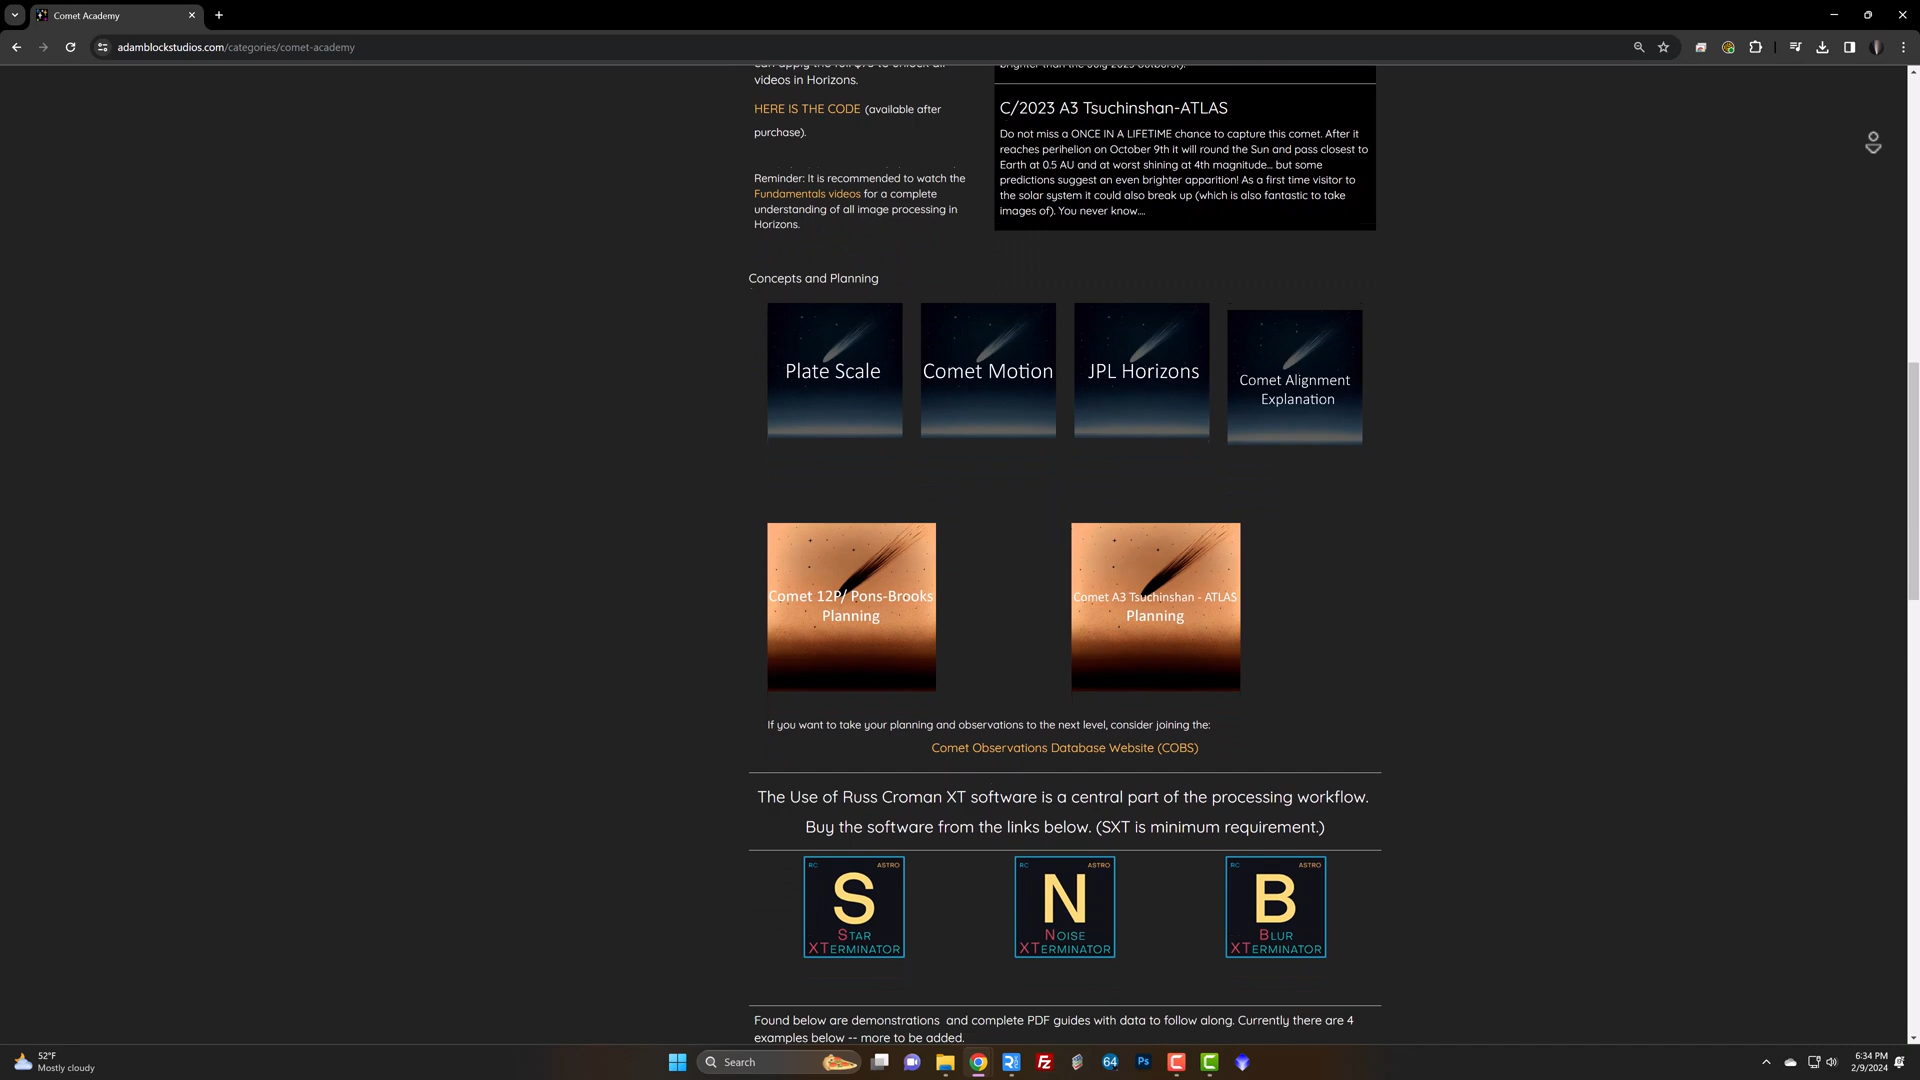 Comet Academy
adamblockstudios.com/categories/comet-academy
videos in Horizons.
HERE IS THE CODE (available after
purchase).
Reminder: It is recommended to watch the
Fundamentals videos for a complete
understanding of all image processing in
Horizons.
C/2023 A3 Tsuchinshan-ATLAS
Do not miss a ONCE IN A LIFETIME chance to capture this comet. After it
reaches perihelion on October 9th it will round the Sun and pass closest to
Earth at 0.5 AU and at worst shining at 4th magnitude... but some
predictions suggest an even brighter apparition! As a first time visitor to
the solar system it could also break up (which is also fantastic to take
images of). You never know....
Concepts and Planning
Plate Scale
Comet Motion
JPL Horizons
Comet Alignment
Explanation
Comet 12P/ Pons-Brooks
Planning
Comet A3 Tsuchinshan - ATLAS
Planning
If you want to take your planning and observations to the next level, consider joining the:
Comet Observations Database Website (COBS)
The Use of Russ Croman XT software is a central part of the processing workflow.
Buy the software from the links below. (SXT is minimum requirement.)
RC ASTRO
S
STAR
XTERMINATOR
RC ASTRO
N
NOISE
XTERMINATOR
RC ASTRO
B
BLUR
XTERMINATOR
Found below are demonstrations and complete PDF guides with data to follow along. Currently there are 4
examples below -- more to be added.
52°F
Mostly cloudy
Search
64
Ps
6:34 PM
2/9/2024